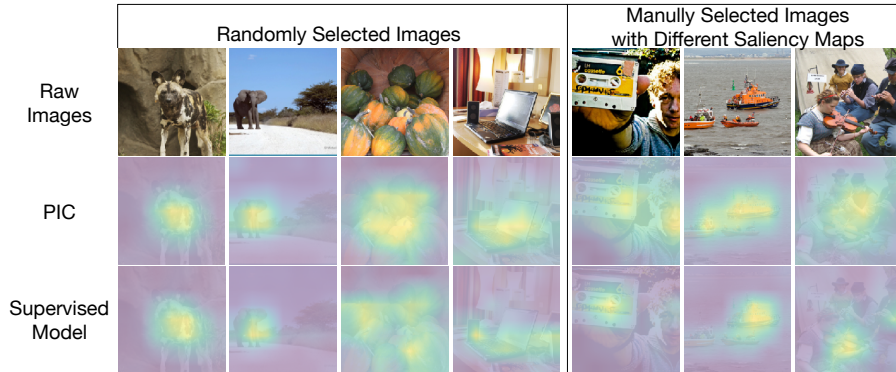 Randomly Selected Images
Manully Selected Images
with Different Saliency Maps
Raw
Images
PIC
Supervised
Model